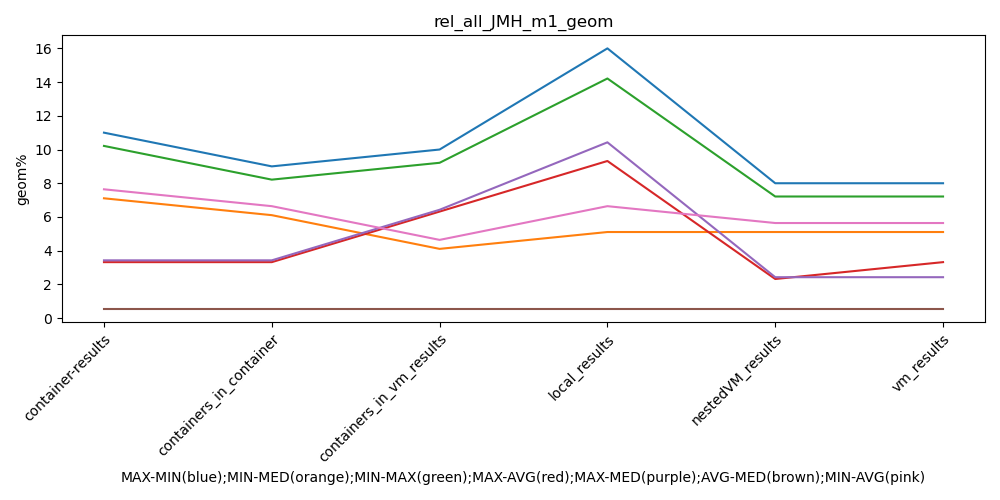 rel_all_JMH_m1_geom
16
14
12
10
8
6
4
2
0
geom%
container-results
containers_in_container
containers_in_vm_results
local_results
nestedVM_results
vm_results
MAX-MIN(blue);MIN-MED(orange);MIN-MAX(green);MAX-AVG(red);MAX-MED(purple);AVG-MED(brown);MIN-AVG(pink)